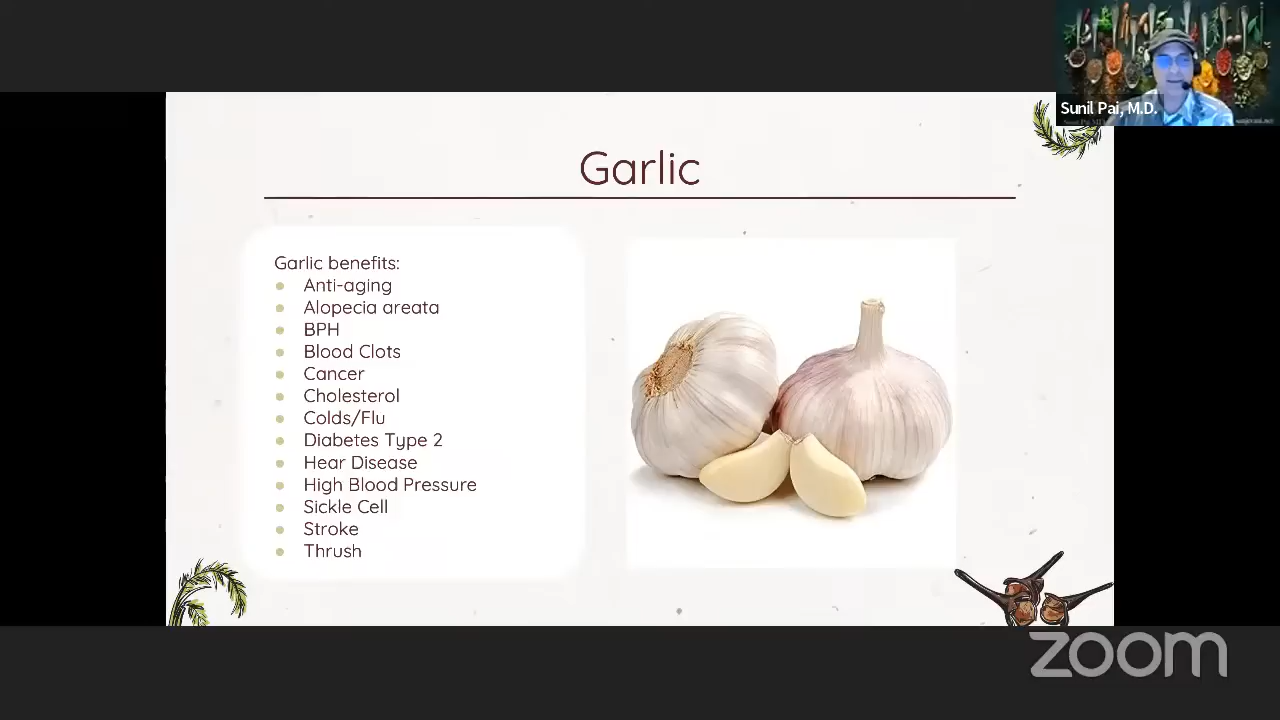 Sunil Pai, M.D.
Garlic
Garlic benefits:
Anti-aging
Alopecia areata
BPH
Blood Clots
Cancer
Cholesterol
Colds/Flu
Diabetes Type 2
Hear Disease
High Blood Pressure
Sickle Cell
Stroke
Thrush
zoom